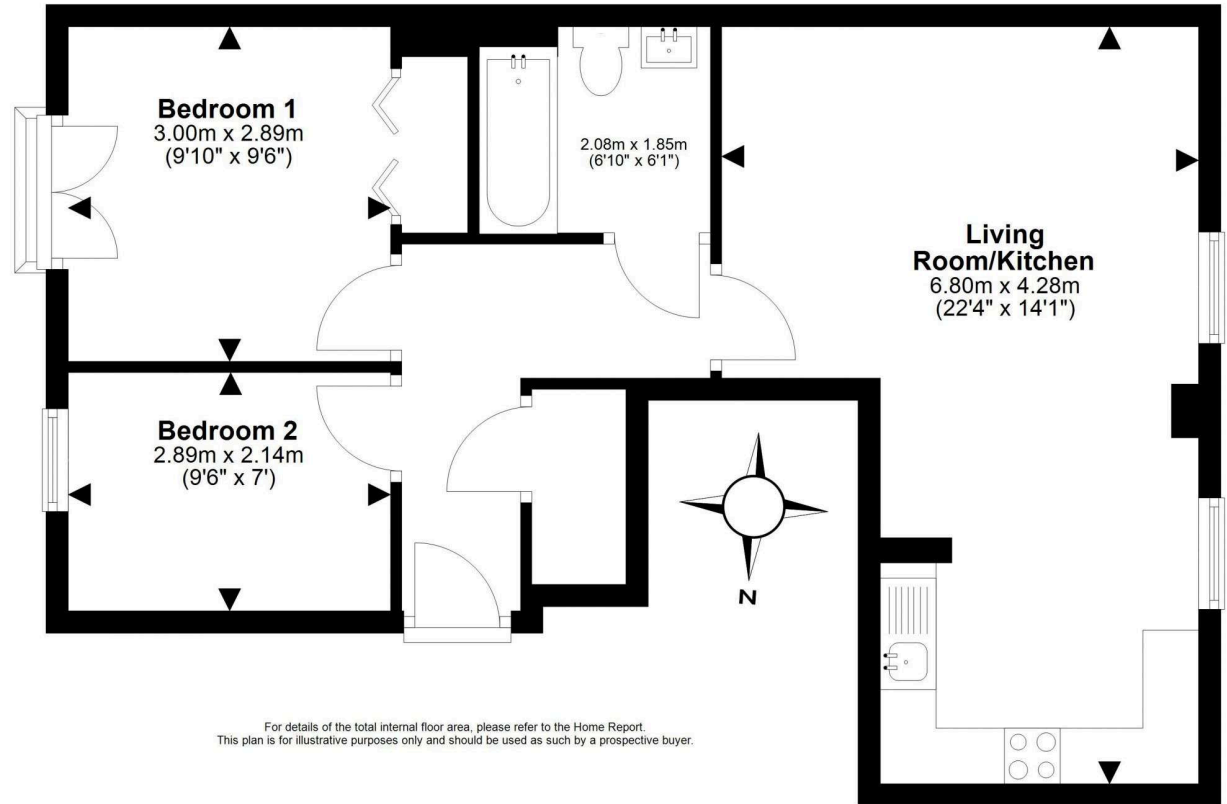 Bedroom 1
3.00m x 2.89m
(9'10" x 9'6")
2.08m x 1.85m
(6'10" x 6'1")
Living
Room/Kitchen
6.80m x 4.28m
(22'4" x 14'1")
Bedroom 2
2.89m x 2.14m
(9'6" x 7')
N
For details of the total internal floor area, please refer to the Home Report.
This plan is for illustrative purposes only and should be used as such by a prospective buyer.